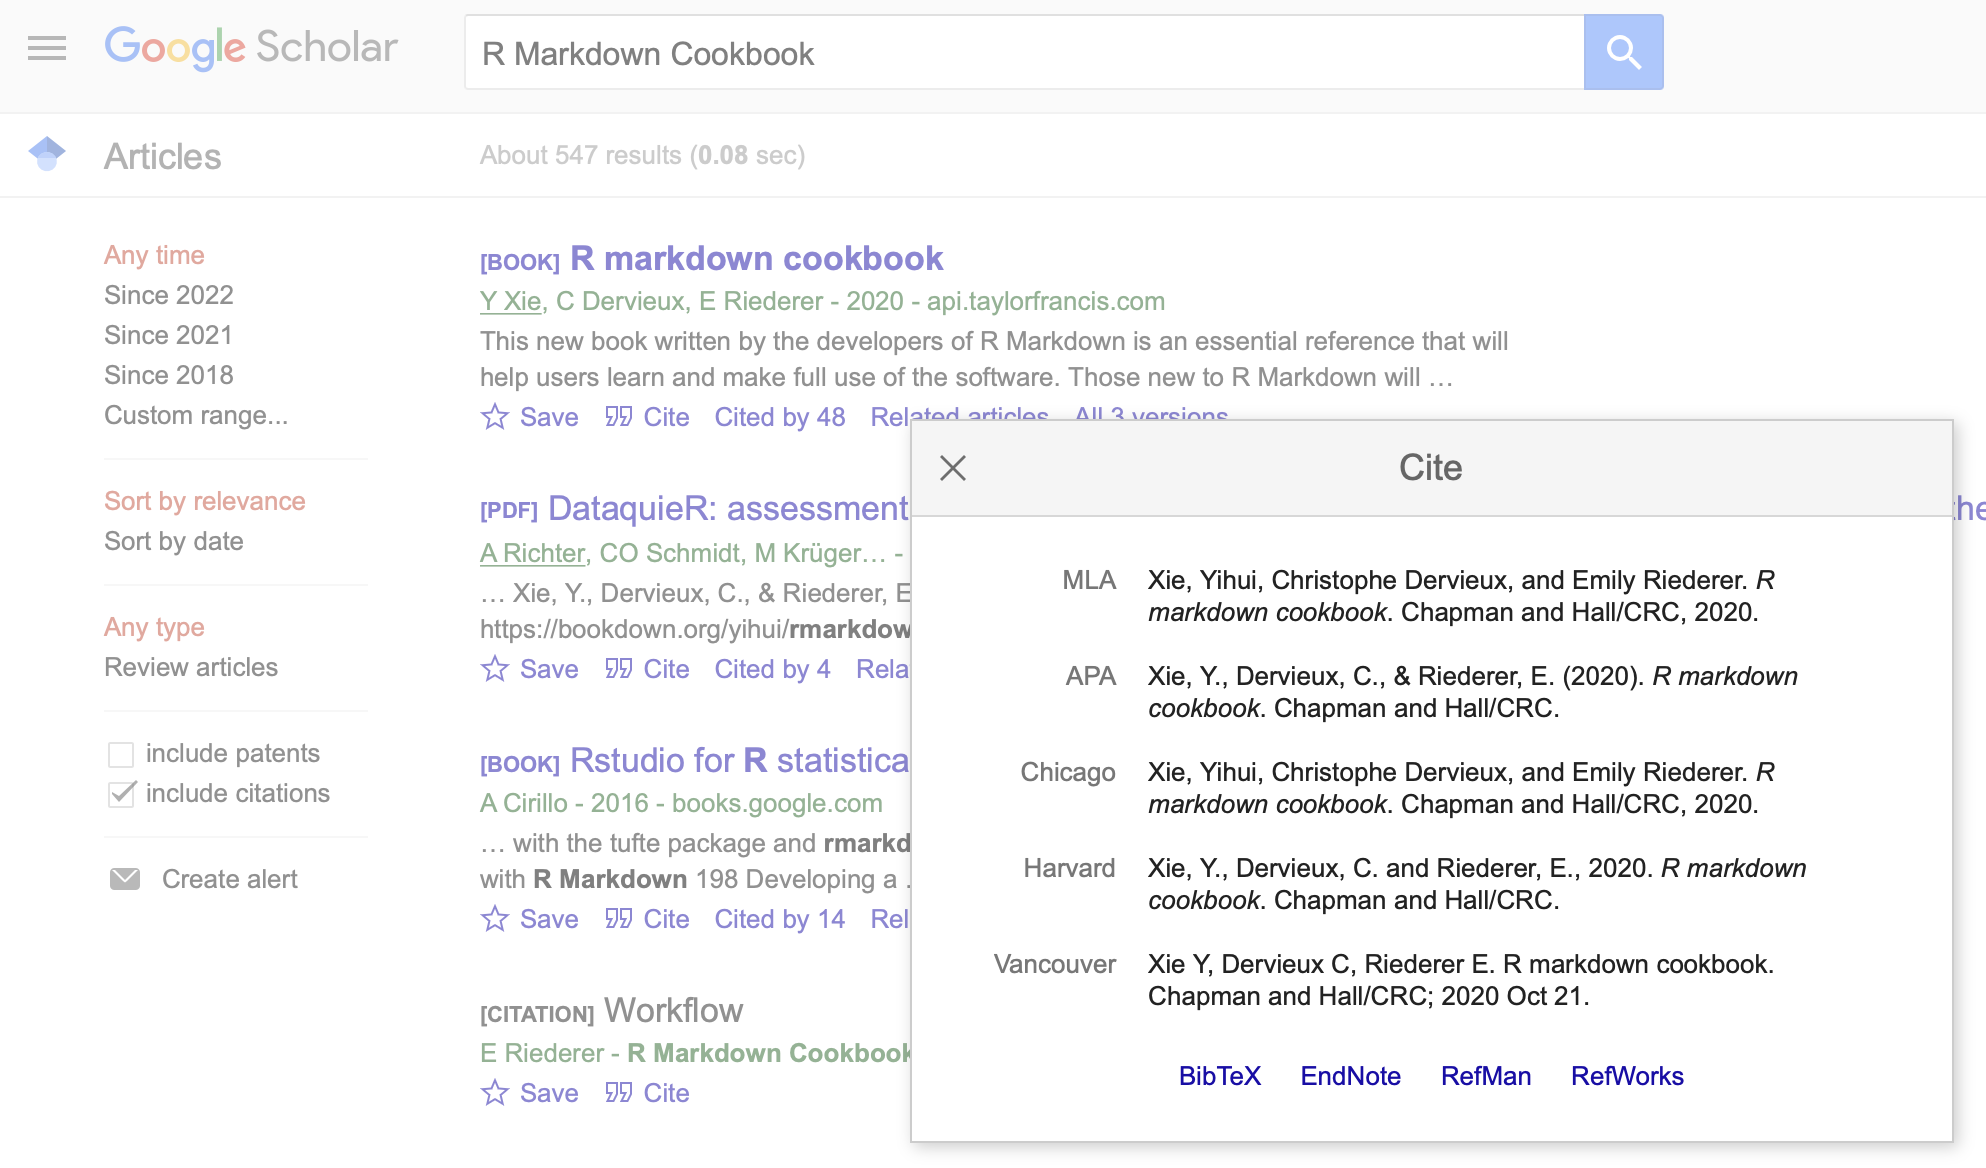 Google Scholar
R Markdown Cookbook
Articles
About 547 results (0.08 sec)
Any time
Since 2022
Since 2021
Since 2018
Custom range...
Sort by relevance
Sort by date
Any type
Review articles
include patents
include citations
Create alert
[BOOK] R markdown cookbook
Y Xie, C Dervieux, E Riederer - 2020 - api.taylorfrancis.com
This new book written by the developers of R Markdown is an essential reference that will
help users learn and make full use of the software. Those new to R Markdown will …
Save Cite Cited by 48 Related articles All 3 versions
[PDF] DataquieR: assessment
A Richter, CO Schmidt, M Krüger… -
… Xie, Y., Dervieux, C., & Riederer, E
https://bookdown.org/yihui/rmarkdow
Save Cite Cited by 4 Rela
[BOOK] Rstudio for R statistica
A Cirillo - 2016 - books.google.com
… with the tufte package and rmarkd
with R Markdown 198 Developing a .
Save Cite Cited by 14 Rel
[CITATION] Workflow
E Riederer - R Markdown Cookbook
Save Cite
Cite
MLA Xie, Yihui, Christophe Dervieux, and Emily Riederer. R
markdown cookbook. Chapman and Hall/CRC, 2020.
APA Xie, Y., Dervieux, C., & Riederer, E. (2020). R markdown
cookbook. Chapman and Hall/CRC.
Chicago Xie, Yihui, Christophe Dervieux, and Emily Riederer. R
markdown cookbook. Chapman and Hall/CRC, 2020.
Harvard Xie, Y., Dervieux, C. and Riederer, E., 2020. R markdown
cookbook. Chapman and Hall/CRC.
Vancouver Xie Y, Dervieux C, Riederer E. R markdown cookbook.
Chapman and Hall/CRC; 2020 Oct 21.
BibTeX EndNote RefMan RefWorks